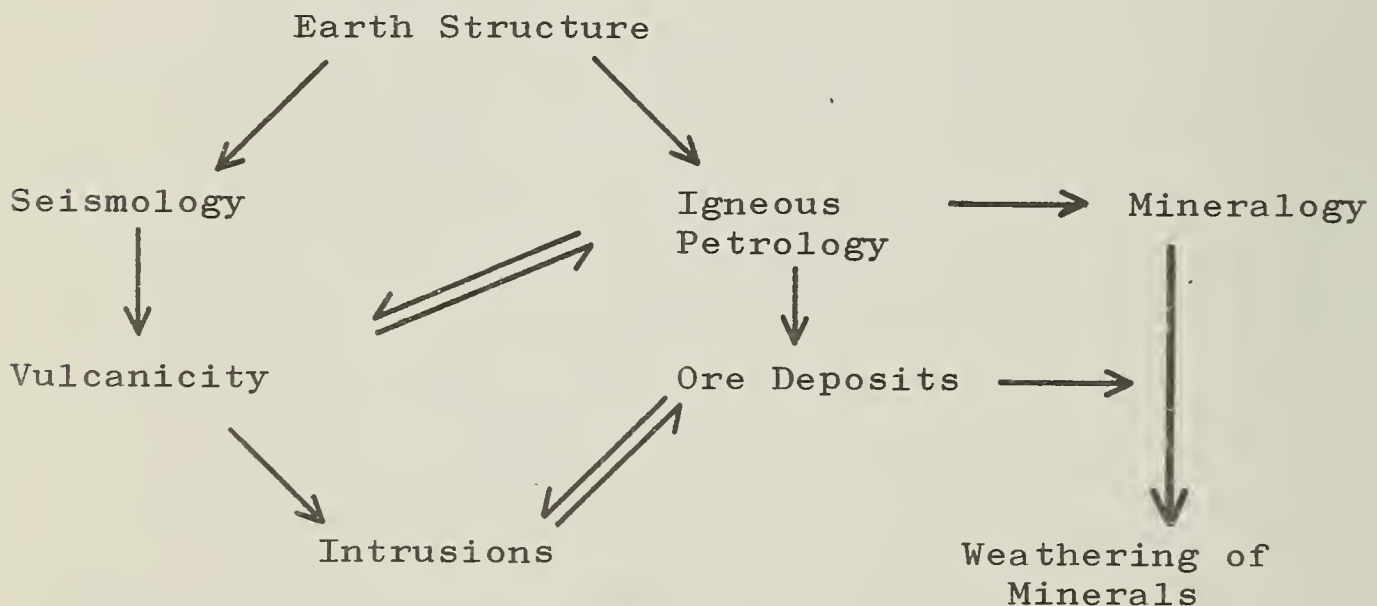 Earth Structure
Seismology
Igneous
Petrology
Mineralogy
Vulcanicity
Ore Deposits
Intrusions
Weathering of
Minerals